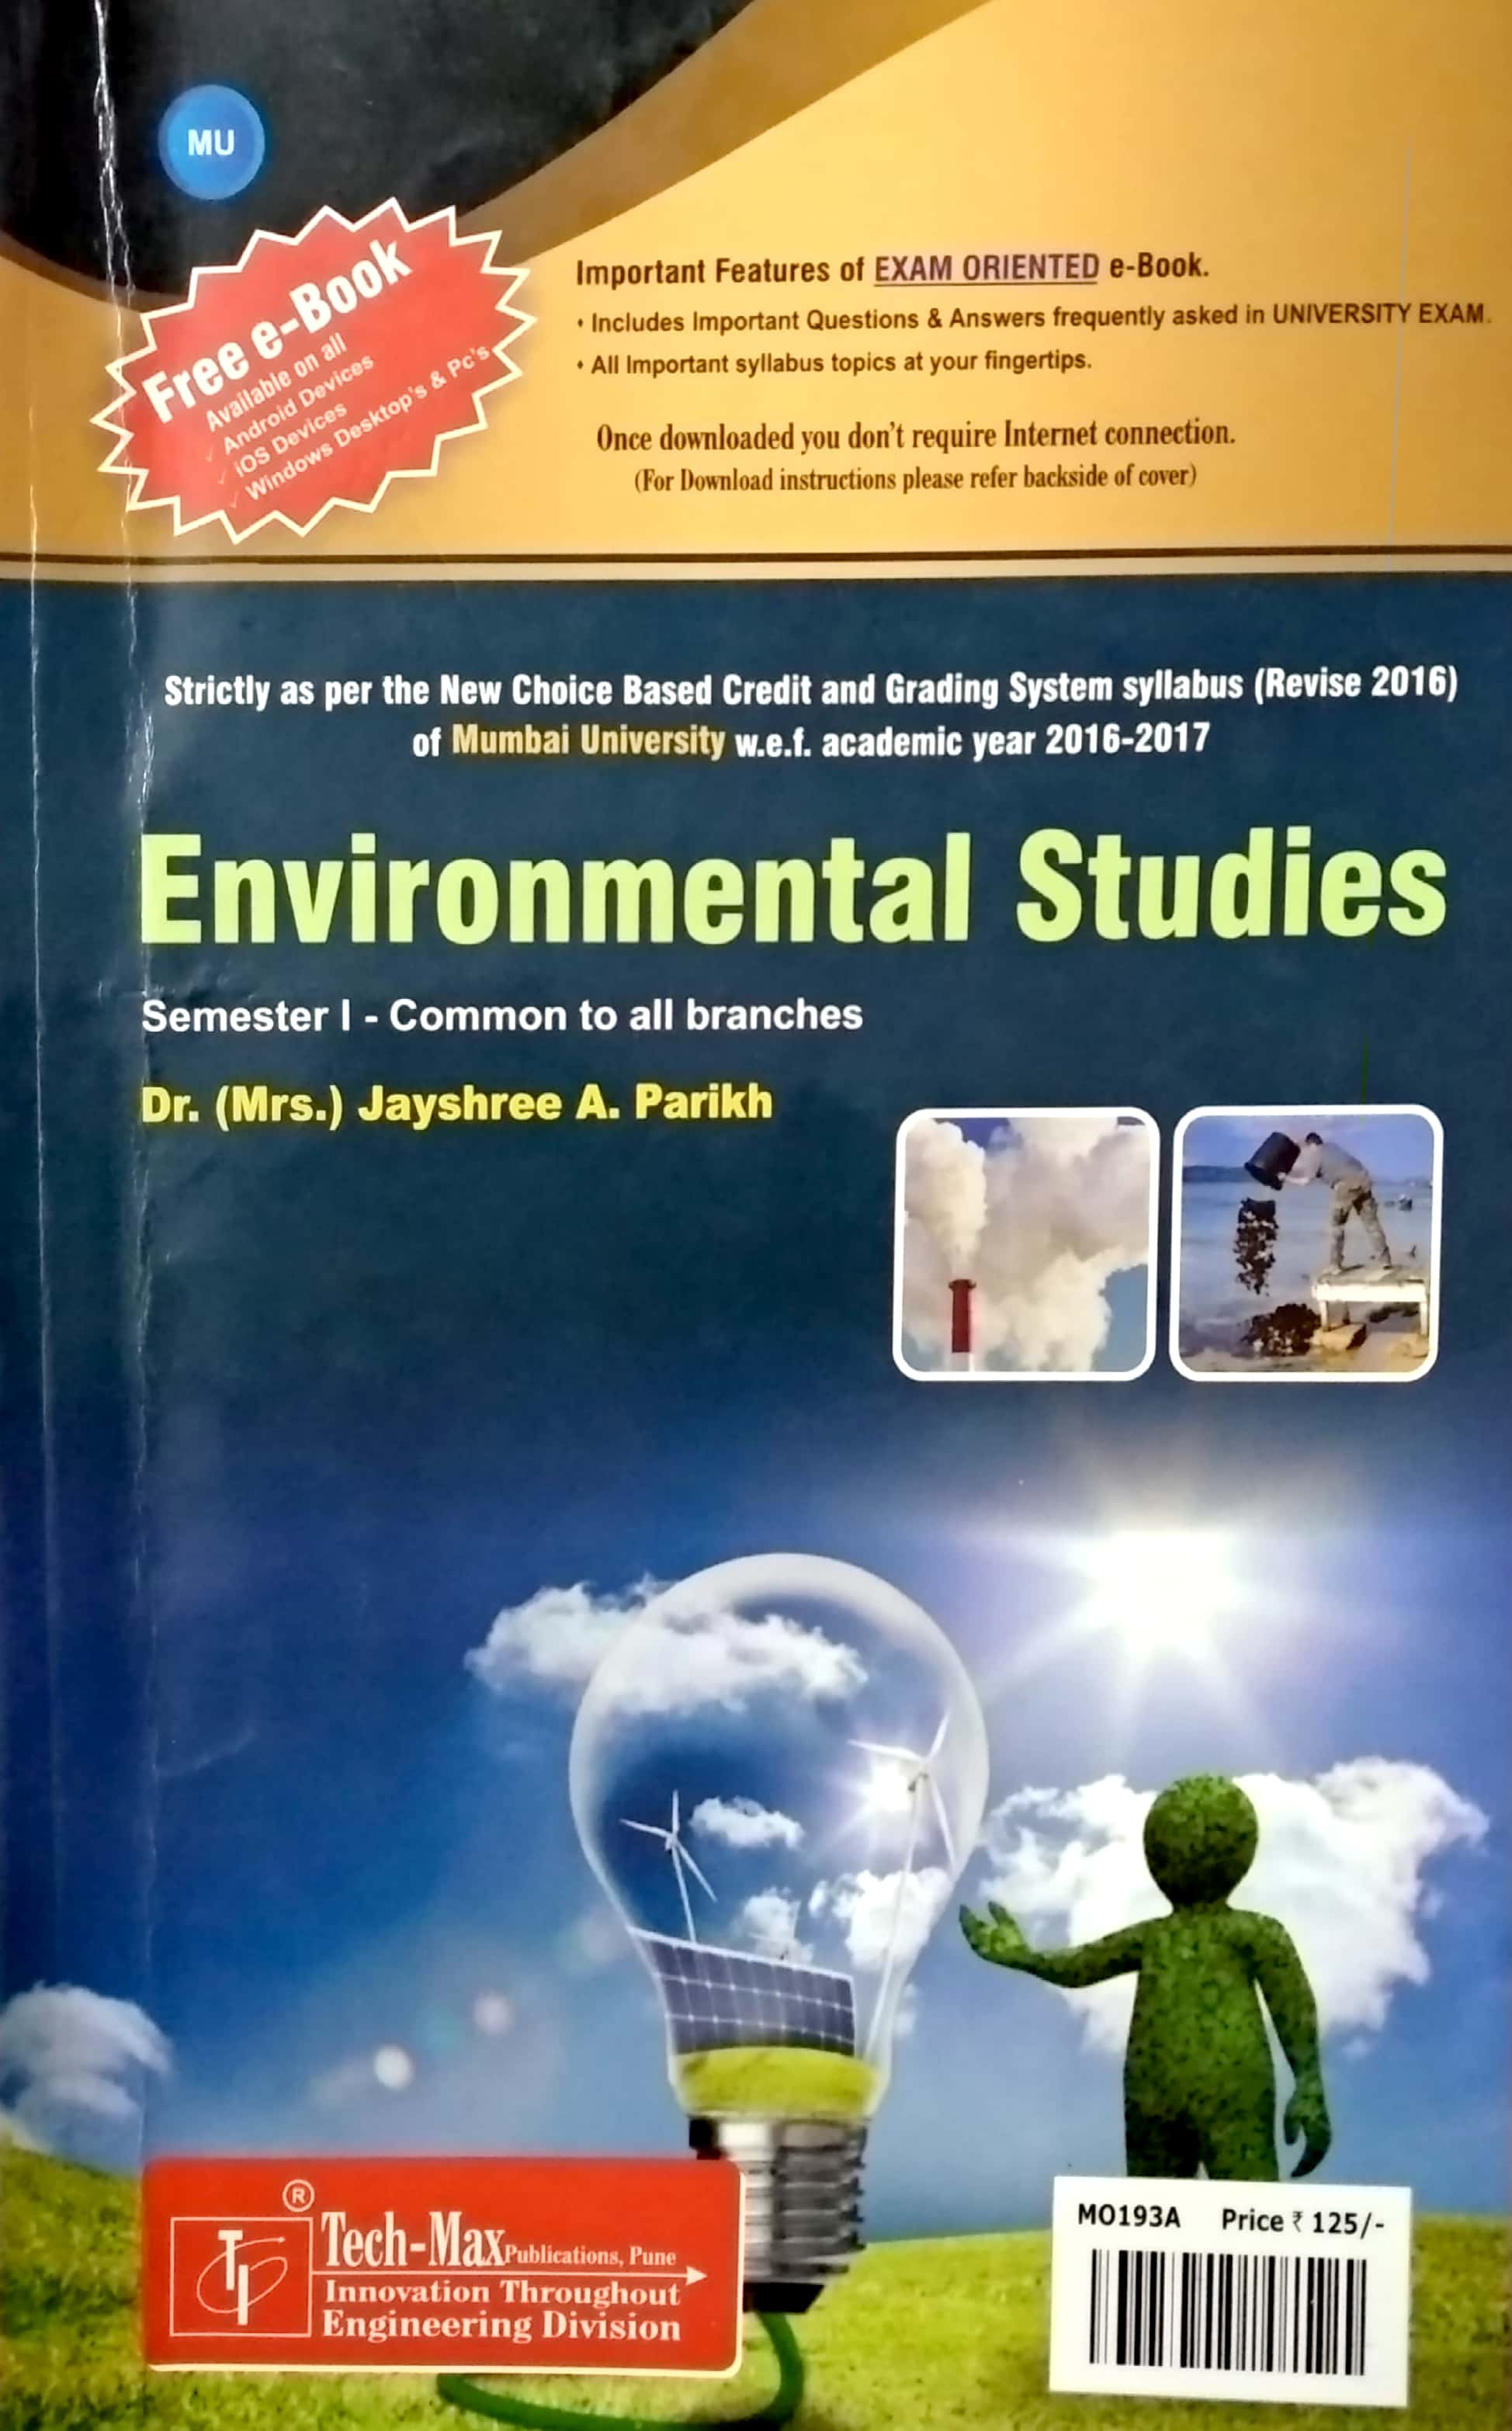 MU
Free e-Book
Available on all
✓ Android Devices
✓ iOS Devices
✓ Windows Desktop's & Pc's
Important Features of EXAM ORIENTED e-Book.
• Includes Important Questions & Answers frequently asked in UNIVERSITY EXAM.
• All Important syllabus topics at your fingertips.
Once downloaded you don't require Internet connection.
(For Download instructions please refer backside of cover)
Strictly as per the New Choice Based Credit and Grading System syllabus (Revise 2016)
of Mumbai University w.e.f. academic year 2016-2017
Environmental Studies
Semester I - Common to all branches
Dr. (Mrs.) Jayshree A. Parikh
®
Tech-Max Publications, Pune
Innovation Throughout
Engineering Division
MO193A Price ₹ 125/-